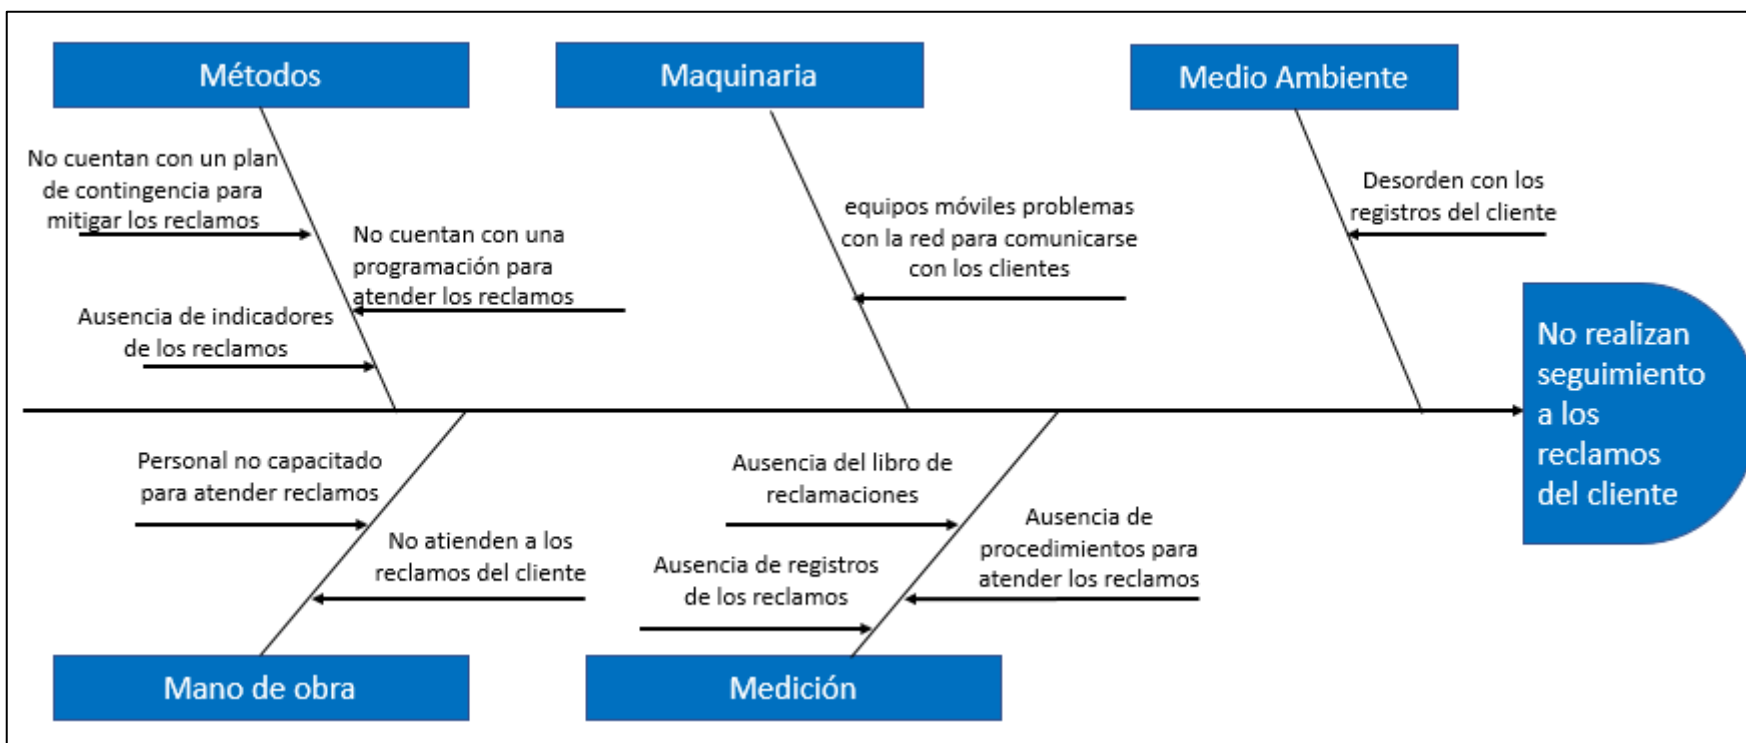 Métodos
Maquinaria
Medio Ambiente
No cuentan con un plan
de contingencia para
mitigar los reclamos
No cuentan con una
programación para
atender los reclamos
Ausencia de indicadores
de los reclamos
equipos móviles problemas
con la red para comunicarse
con los clientes
Desorden con los
registros del cliente
No realizan
seguimiento
a los
reclamos
del cliente
Personal no capacitado
para atender reclamos
No atienden a los
reclamos del cliente
Ausencia del libro de
reclamaciones
Ausencia de registros
de los reclamos
Ausencia de
procedimientos para
atender los reclamos
Mano de obra
Medición